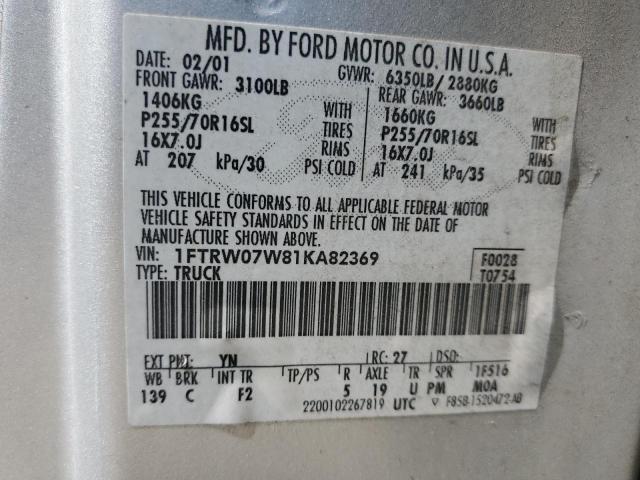 MFD. BY FORD MOTOR CO. IN U.S.A.
DATE: 02/01 GVWR: 6350LB/ 2880KG
FRONT GAWR: 3100LB REAR GAWR: 3660LB
1406KG WITH 1660KG WITH
P255/70R16SL TIRES P255/70R16SL TIRES
16X7.0J RIMS 16X7.0J RIMS
AT 207 kPa/30 PSI COLD AT 241 kPa/35 PSI COLD
THIS VEHICLE CONFORMS TO ALL APPLICABLE FEDERAL MOTOR
VEHICLE SAFETY STANDARDS IN EFFECT ON THE DATE OF
MANUFACTURE SHOWN ABOVE.
VIN: 1FTRW07W81KA82369 F0028
TYPE: TRUCK T0754
EXT PNT: YN RC: 27 DSO:
WB BRK INT TR TP/PS R AXLE TR SPR 1F516
139 C F2 5 19 U PM MOA
2200102267819 UTC ▽ F85B-1520472-AB